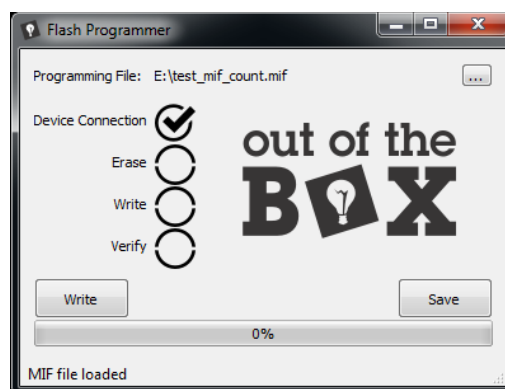 Flash Programmer
Programming File: E:\test_mif_count.mif
...
Device Connection
Erase
Write
Verify
out of the
BOX
Write
Save
0%
MIF file loaded